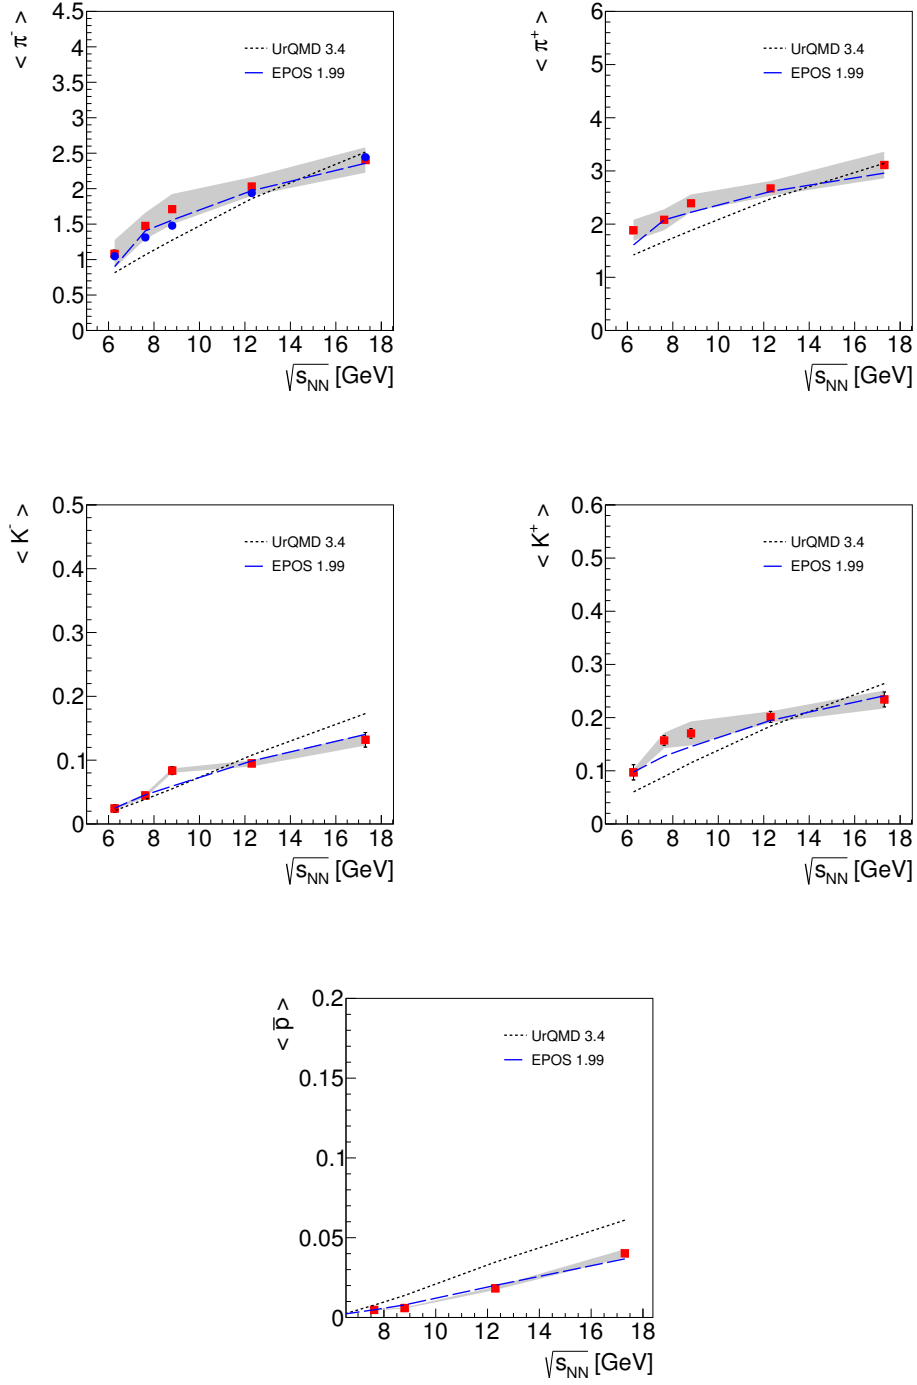 < π⁻ >
4.5
4
3.5
3
2.5
2
1.5
1
0.5
0
UrQMD 3.4
EPOS 1.99
6 8 10 12 14 16 18
√s_NN [GeV]
< π⁺ >
6
5
4
3
2
1
0
UrQMD 3.4
EPOS 1.99
6 8 10 12 14 16 18
√s_NN [GeV]
< K⁻ >
0.5
0.4
0.3
0.2
0.1
0
UrQMD 3.4
EPOS 1.99
6 8 10 12 14 16 18
√s_NN [GeV]
< K⁺ >
0.6
0.5
0.4
0.3
0.2
0.1
0
UrQMD 3.4
EPOS 1.99
6 8 10 12 14 16 18
√s_NN [GeV]
< p̅ >
0.2
0.15
0.1
0.05
0
UrQMD 3.4
EPOS 1.99
8 10 12 14 16 18
√s_NN [GeV]